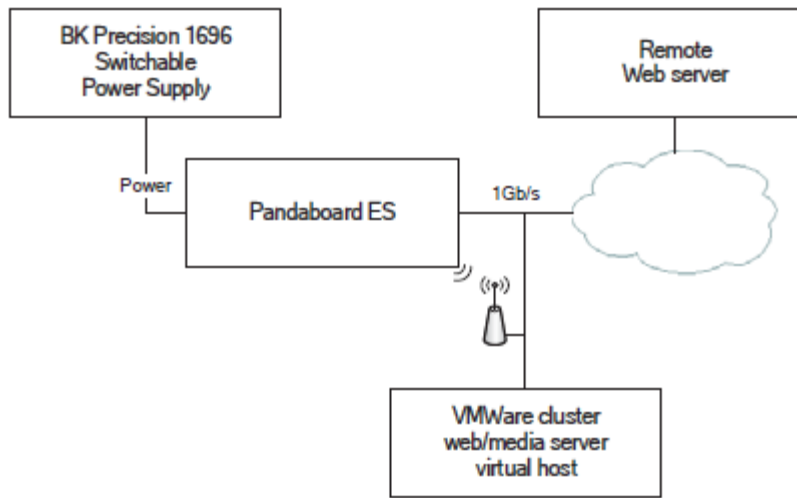 BK Precision 1696
Switchable
Power Supply
Remote
Web server
Power
Pandaboard ES
1Gb/s
VMWare cluster
web/media server
virtual host